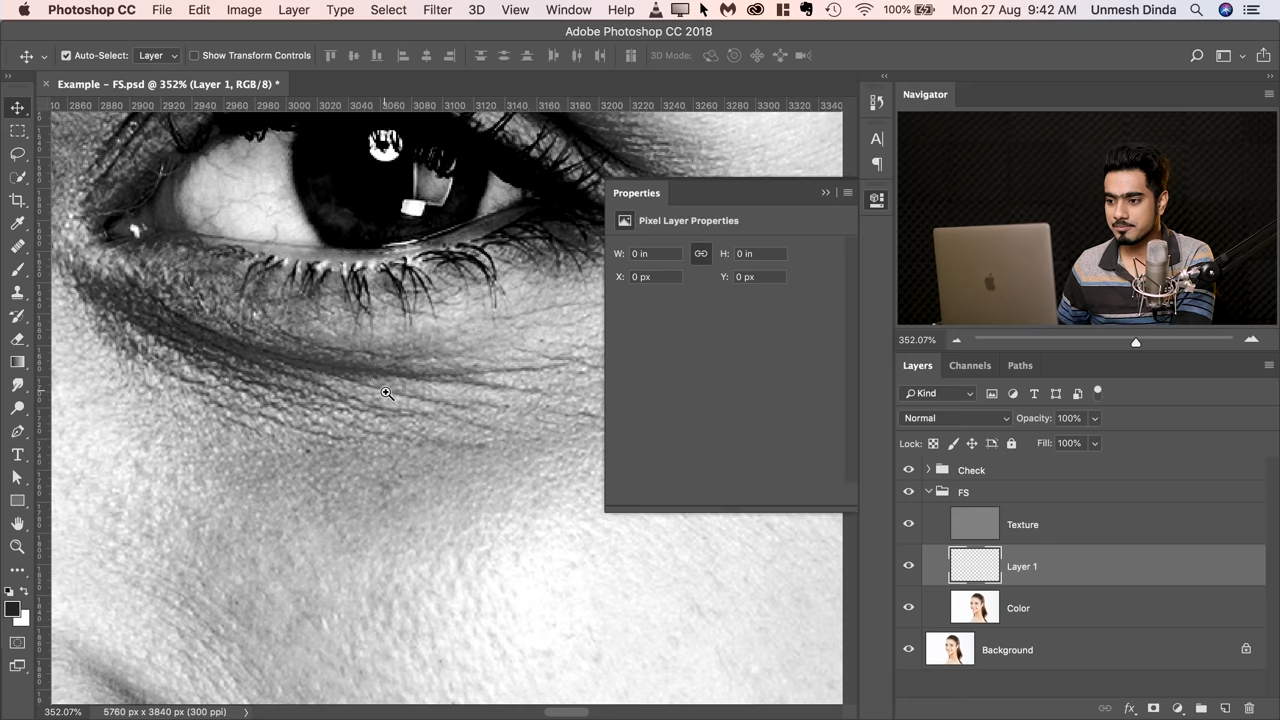 Photoshop CC File Edit Image Layer Type Select Filter 3D View Window Help 100% Mon 27 Aug 9:42 AM Unmesh Dinda
Adobe Photoshop CC 2018
Auto-Select: Layer Show Transform Controls 3D Mode:
Example – FS.psd @ 352% (Layer 1, RGB/8) *
2860 2880 2900 2920 2940 2960 2980 3000 3020 3040 3060 3080 3100 3120 3140 3160 3180 3200 3220 3240 3260 3280 3300 3320 3340
Navigator
Properties
Pixel Layer Properties
W: 0 in H: 0 in
X: 0 px Y: 0 px
352.07%
Layers Channels Paths
Kind
Normal Opacity: 100%
Lock: Fill: 100%
Check
FS
Texture
Layer 1
Color
Background
352.07% 5760 px x 3840 px (300 ppi)